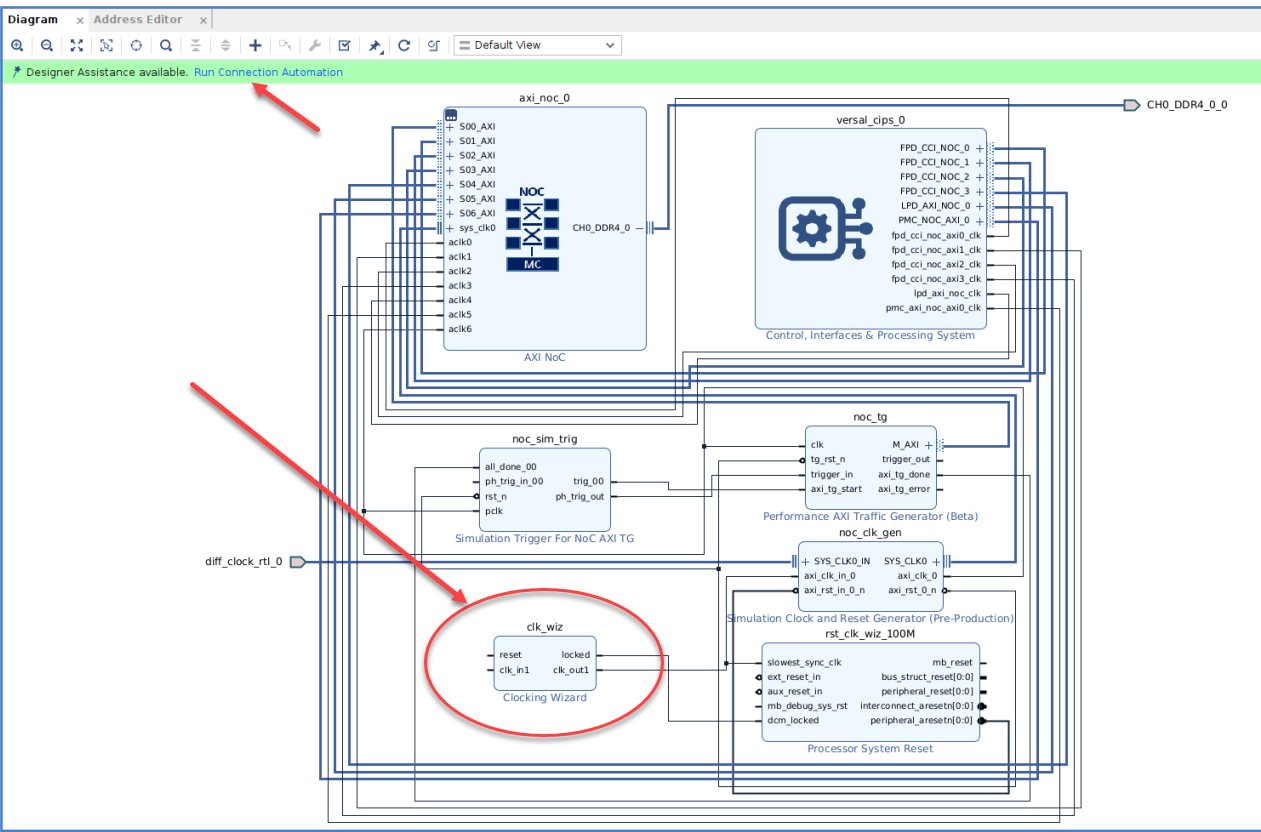 Diagram × Address Editor ×
Default View
Designer Assistance available. Run Connection Automation
axi_noc_0
S00_AXI
S01_AXI
S02_AXI
S03_AXI
S04_AXI
S05_AXI
S06_AXI
sys_clk0
aclk0
aclk1
aclk2
aclk3
aclk4
aclk5
aclk6
NOC
MC
CH0_DDR4_0
AXI NoC
CH0_DDR4_0_0
versal_cips_0
FPD_CCI_NOC_0
FPD_CCI_NOC_1
FPD_CCI_NOC_2
FPD_CCI_NOC_3
LPD_AXI_NOC_0
PMC_NOC_AXI_0
fpd_cci_noc_axi0_clk
fpd_cci_noc_axi1_clk
fpd_cci_noc_axi2_clk
fpd_cci_noc_axi3_clk
lpd_axi_noc_clk
pmc_axi_noc_axi0_clk
Control, Interfaces & Processing System
noc_tg
clk M_AXI
tg_rst_n trigger_out
trigger_in axi_tg_done
axi_tg_start axi_tg_error
Performance AXI Traffic Generator (Beta)
noc_sim_trig
all_done_00
ph_trig_in_00 trig_00
rst_n ph_trig_out
pclk
Simulation Trigger For NoC AXI TG
diff_clock_rtl_0
noc_clk_gen
SYS_CLK0_IN SYS_CLK0
axi_clk_in_0 axi_clk_0
axi_rst_in_0_n axi_rst_0_n
Simulation Clock and Reset Generator (Pre-Production)
clk_wiz
reset locked
clk_in1 clk_out1
Clocking Wizard
rst_clk_wiz_100M
slowest_sync_clk mb_reset
ext_reset_in bus_struct_reset[0:0]
aux_reset_in peripheral_reset[0:0]
mb_debug_sys_rst interconnect_aresetn[0:0]
dcm_locked peripheral_aresetn[0:0]
Processor System Reset